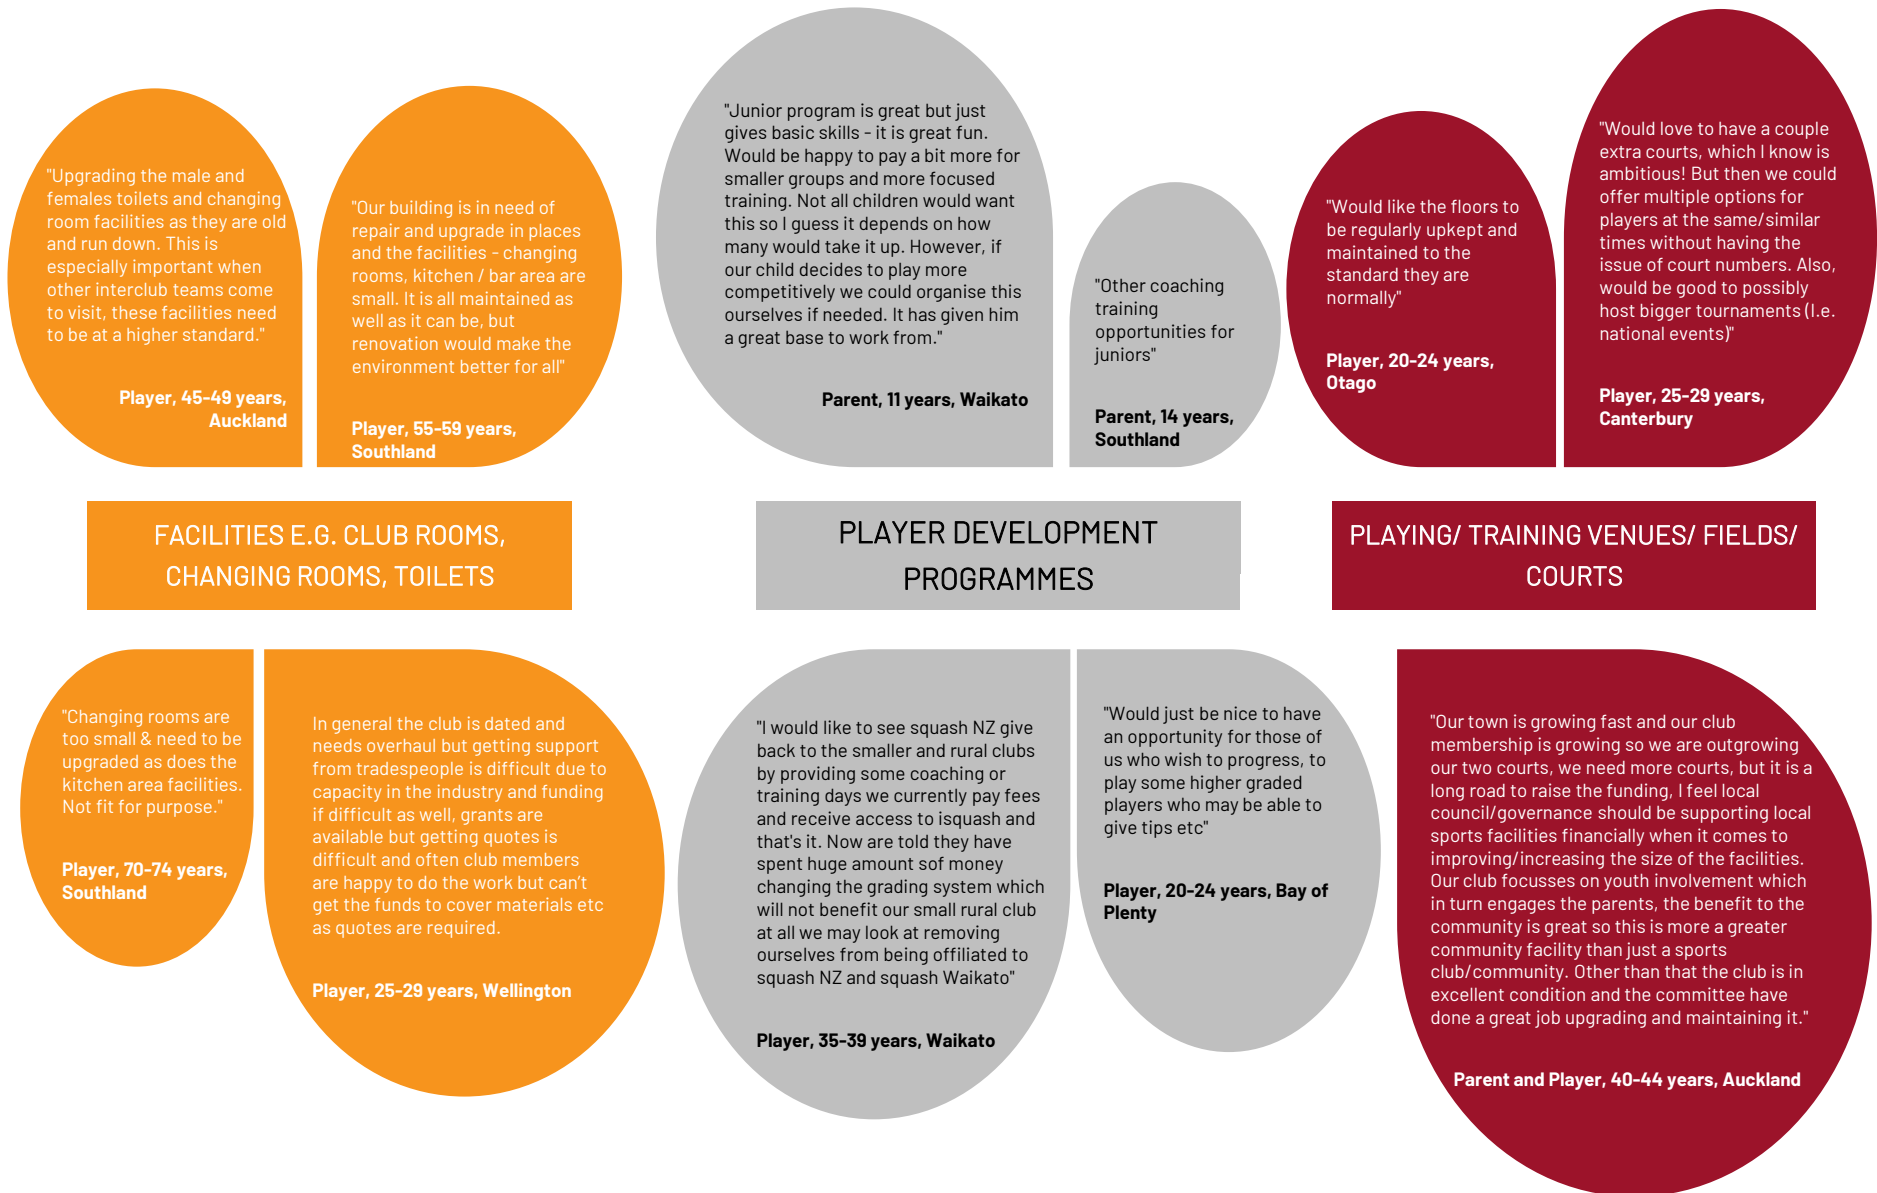 "Upgrading the male and
females toilets and changing
room facilities as they are old
and run down. This is
especially important when
other interclub teams come
to visit, these facilities need
to be at a higher standard."
Player, 45-49 years,
Auckland
"Our building is in need of
repair and upgrade in places
and the facilities - changing
rooms, kitchen / bar area are
small. It is all maintained as
well as it can be, but
renovation would make the
environment better for all"
Player, 55-59 years,
Southland
"Junior program is great but just
gives basic skills - it is great fun.
Would be happy to pay a bit more for
smaller groups and more focused
training. Not all children would want
this so I guess it depends on how
many would take it up. However, if
our child decides to play more
competitively we could organise this
ourselves if needed. It has given him
a great base to work from."
Parent, 11 years, Waikato
"Other coaching
training
opportunities for
juniors"
Parent, 14 years,
Southland
"Would like the floors to
be regularly upkept and
maintained to the
standard they are
normally"
Player, 20-24 years,
Otago
"Would love to have a couple
extra courts, which I know is
ambitious! But then we could
offer multiple options for
players at the same/similar
times without having the
issue of court numbers. Also,
would be good to possibly
host bigger tournaments (I.e.
national events)"
Player, 25-29 years,
Canterbury
FACILITIES E.G. CLUB ROOMS,
CHANGING ROOMS, TOILETS
PLAYER DEVELOPMENT
PROGRAMMES
PLAYING/ TRAINING VENUES/ FIELDS/
COURTS
"Changing rooms are
too small & need to be
upgraded as does the
kitchen area facilities.
Not fit for purpose."
Player, 70-74 years,
Southland
In general the club is dated and
needs overhaul but getting support
from tradespeople is difficult due to
capacity in the industry and funding
if difficult as well, grants are
available but getting quotes is
difficult and often club members
are happy to do the work but can't
get the funds to cover materials etc
as quotes are required.
Player, 25-29 years, Wellington
"I would like to see squash NZ give
back to the smaller and rural clubs
by providing some coaching or
training days we currently pay fees
and receive access to isquash and
that's it. Now are told they have
spent huge amount sof money
changing the grading system which
will not benefit our small rural club
at all we may look at removing
ourselves from being offiliated to
squash NZ and squash Waikato"
Player, 35-39 years, Waikato
"Would just be nice to have
an opportunity for those of
us who wish to progress, to
play some higher graded
players who may be able to
give tips etc"
Player, 20-24 years, Bay of
Plenty
"Our town is growing fast and our club
membership is growing so we are outgrowing
our two courts, we need more courts, but it is a
long road to raise the funding, I feel local
council/governance should be supporting local
sports facilities financially when it comes to
improving/increasing the size of the facilities.
Our club focusses on youth involvement which
in turn engages the parents, the benefit to the
community is great so this is more a greater
community facility than just a sports
club/community. Other than that the club is in
excellent condition and the committee have
done a great job upgrading and maintaining it."
Parent and Player, 40-44 years, Auckland